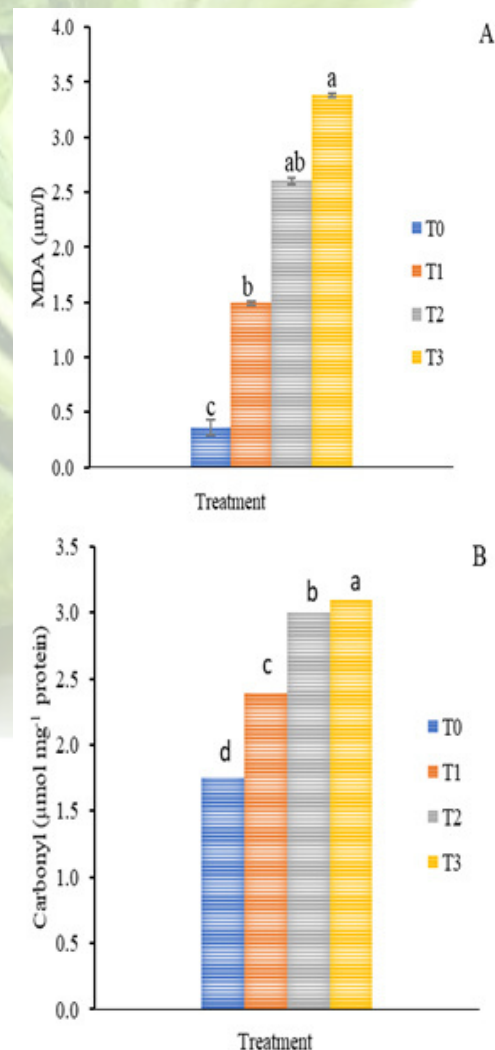 A
4.0
3.5
3.0
2.5
2.0
1.5
1.0
0.5
0.0
MDA (µm/l)
c
b
ab
a
T0
T1
T2
T3
Treatment
B
3.5
3.0
2.5
2.0
1.5
1.0
0.5
0.0
Carbonyl (µmol mg⁻¹ protein)
d
c
b
a
T0
T1
T2
T3
Treatment